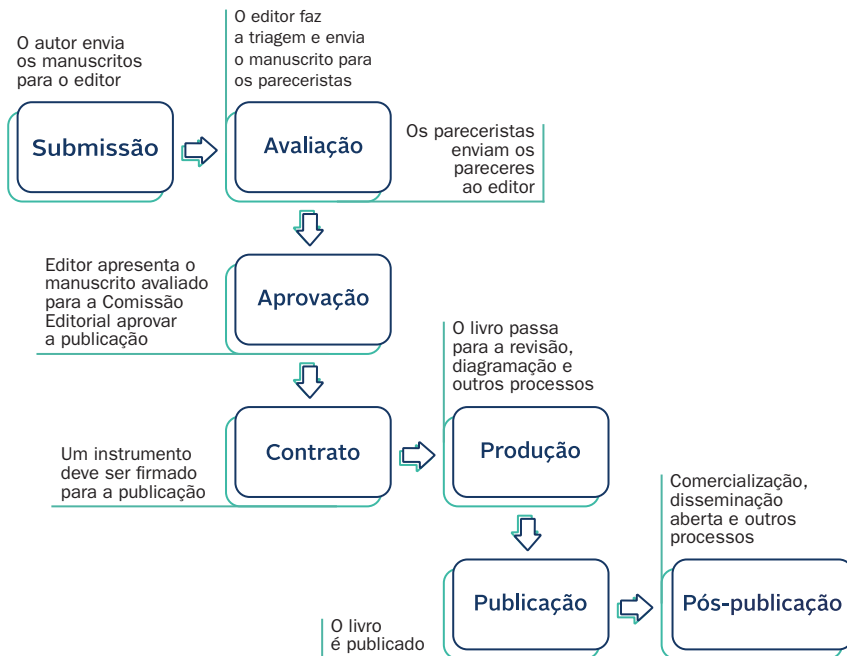 O autor envia
os manuscritos
para o editor
Submissão
O editor faz
a triagem e envia
o manuscrito para
os pareceristas
Avaliação
Os pareceristas
enviam os
pareceres
ao editor
Editor apresenta o
manuscrito avaliado
para a Comissão
Editorial aprovar
a publicação
Aprovação
Um instrumento
deve ser firmado
para a publicação
Contrato
O livro passa
para a revisão,
diagramação e
outros processos
Produção
O livro
é publicado
Publicação
Comercialização,
disseminação
aberta e outros
processos
Pós-publicação